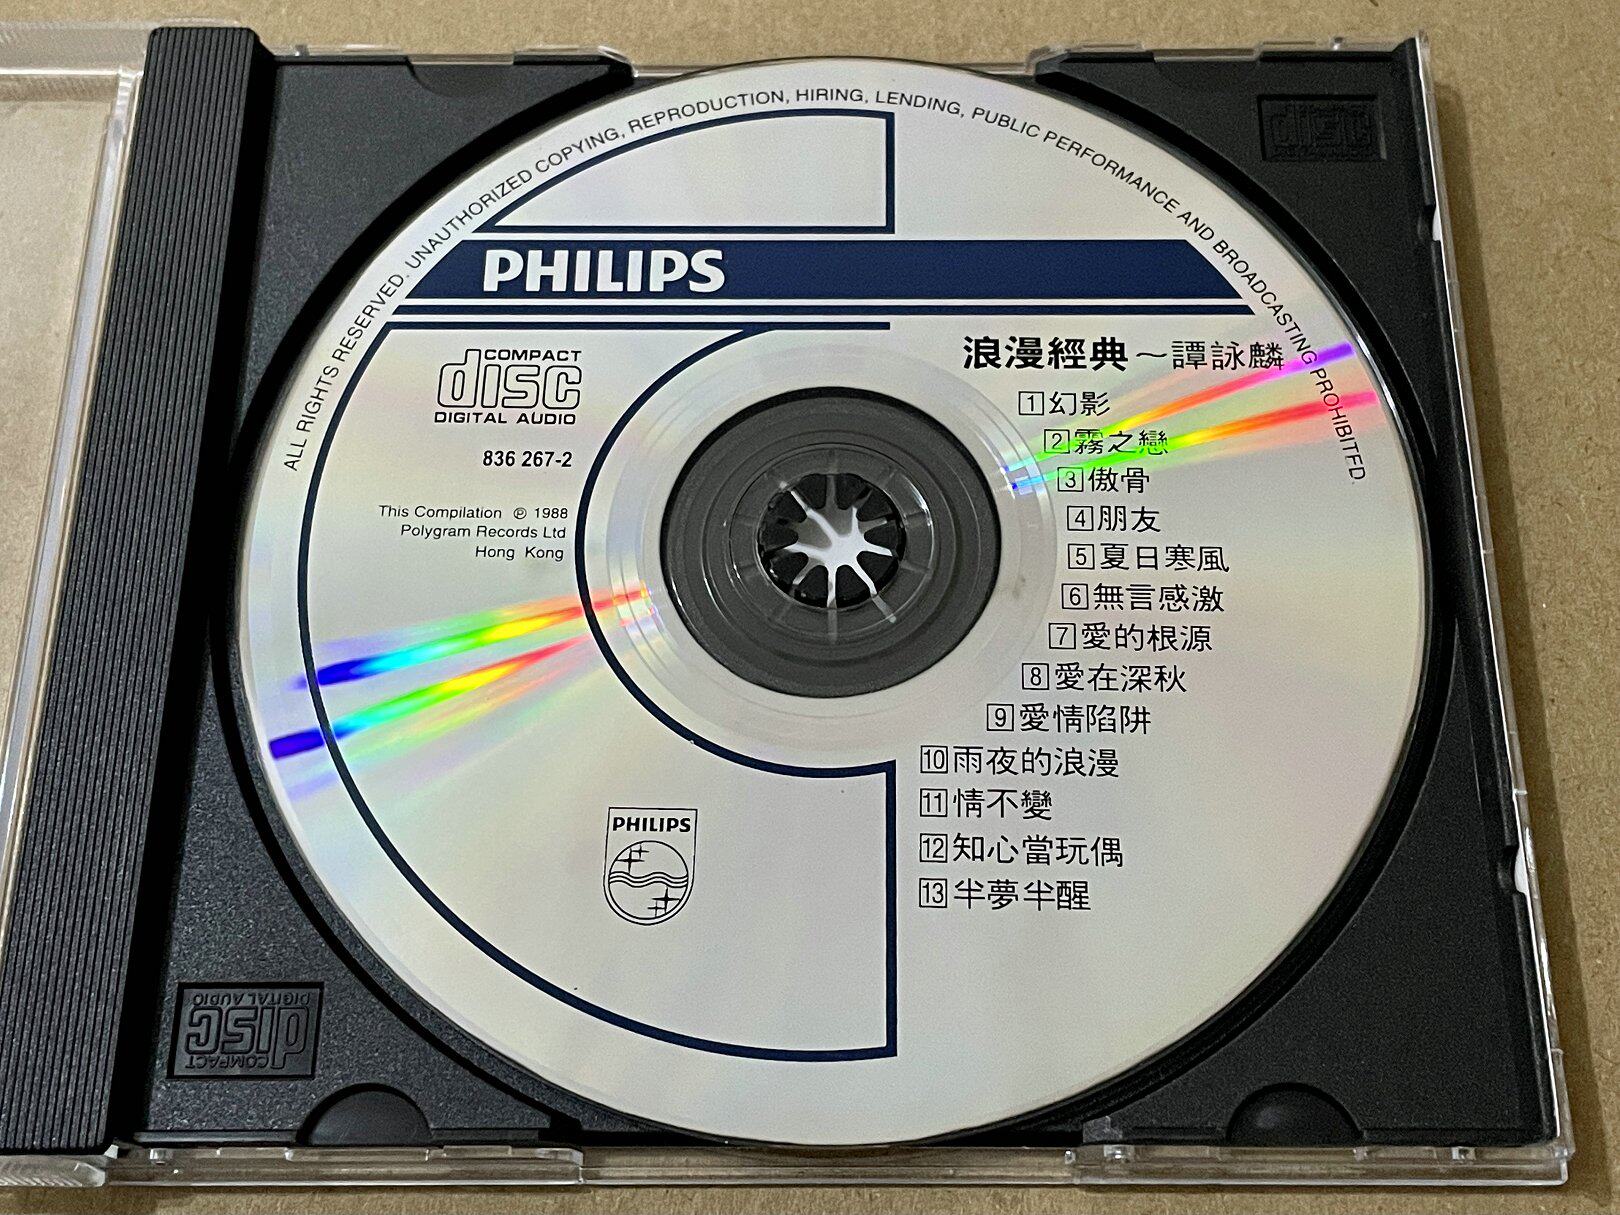 ALL RIGHTS RESERVED. UNAUTHORIZED COPYING, REPRODUCTION, HIRING, LENDING, PUBLIC PERFORMANCE AND BROADCASTING PROHIBITED.
PHILIPS
COMPACT
disc
DIGITAL AUDIO
836 267-2
This Compilation ℗ 1988
Polygram Records Ltd
Hong Kong
浪漫經典～譚詠麟
1 幻影
2 霧之戀
3 傲骨
4 朋友
5 夏日寒風
6 無言感激
7 愛的根源
8 愛在深秋
9 愛情陷阱
10 雨夜的浪漫
11 情不變
12 知心當玩偶
13 半夢半醒
PHILIPS
disc
COMPACT
disc
DIGITAL AUDIO